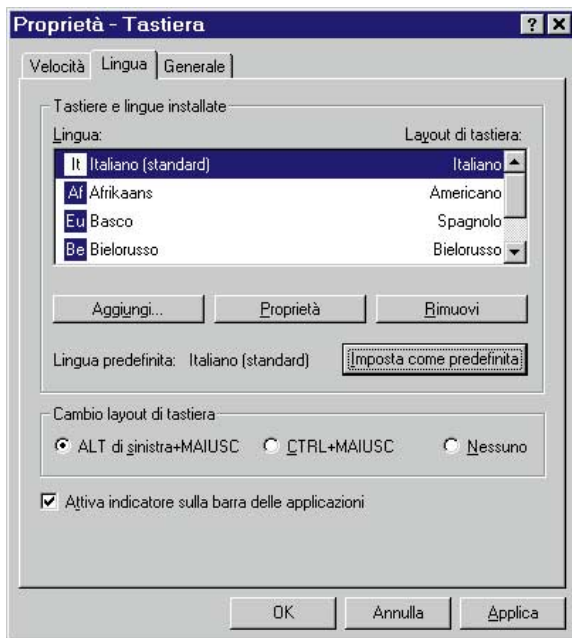 Proprietà - Tastiera
Velocità Lingua Generale
Tastiere e lingue installate
Lingua: Layout di tastiera:
It Italiano (standard) Italiano
Af Afrikaans Americano
Eu Basco Spagnolo
Be Bielorusso Bielorusso
Aggiungi... Proprietà Rimuovi
Lingua predefinita: Italiano (standard) Imposta come predefinita
Cambio layout di tastiera
ALT di sinistra+MAIUSC CTRL+MAIUSC Nessuno
Attiva indicatore sulla barra delle applicazioni
OK Annulla Applica